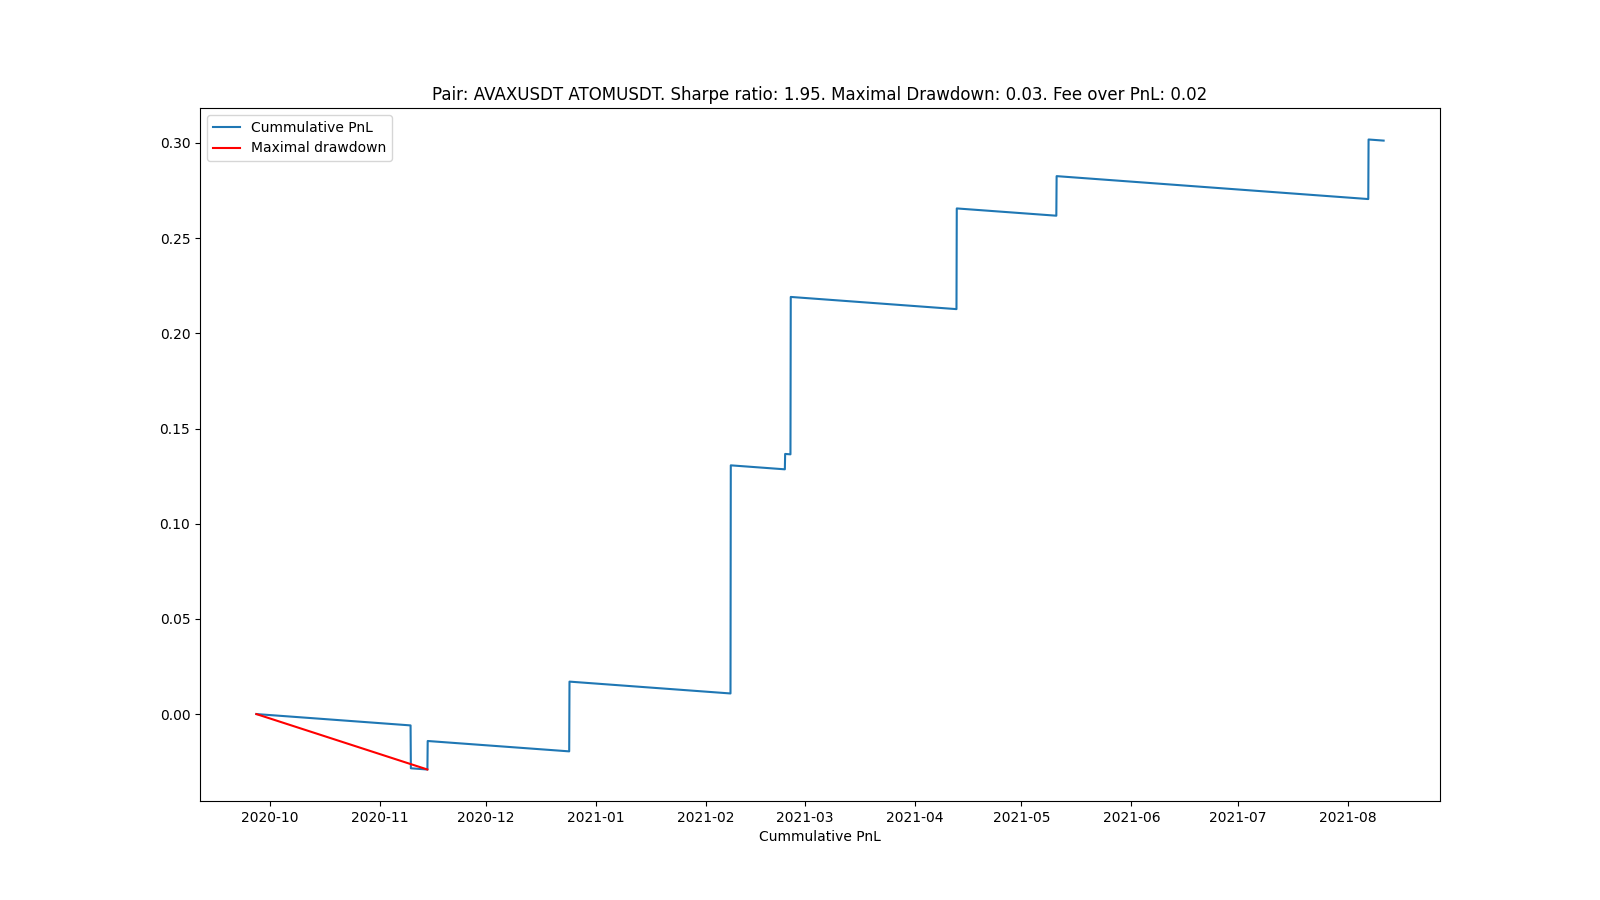 Pair: AVAXUSDT ATOMUSDT. Sharpe ratio: 1.95. Maximal Drawdown: 0.03. Fee over PnL: 0.02
Cummulative PnL
Maximal drawdown
0.30
0.25
0.20
0.15
0.10
0.05
0.00
2020-10 2020-11 2020-12 2021-01 2021-02 2021-03 2021-04 2021-05 2021-06 2021-07 2021-08
Cummulative PnL